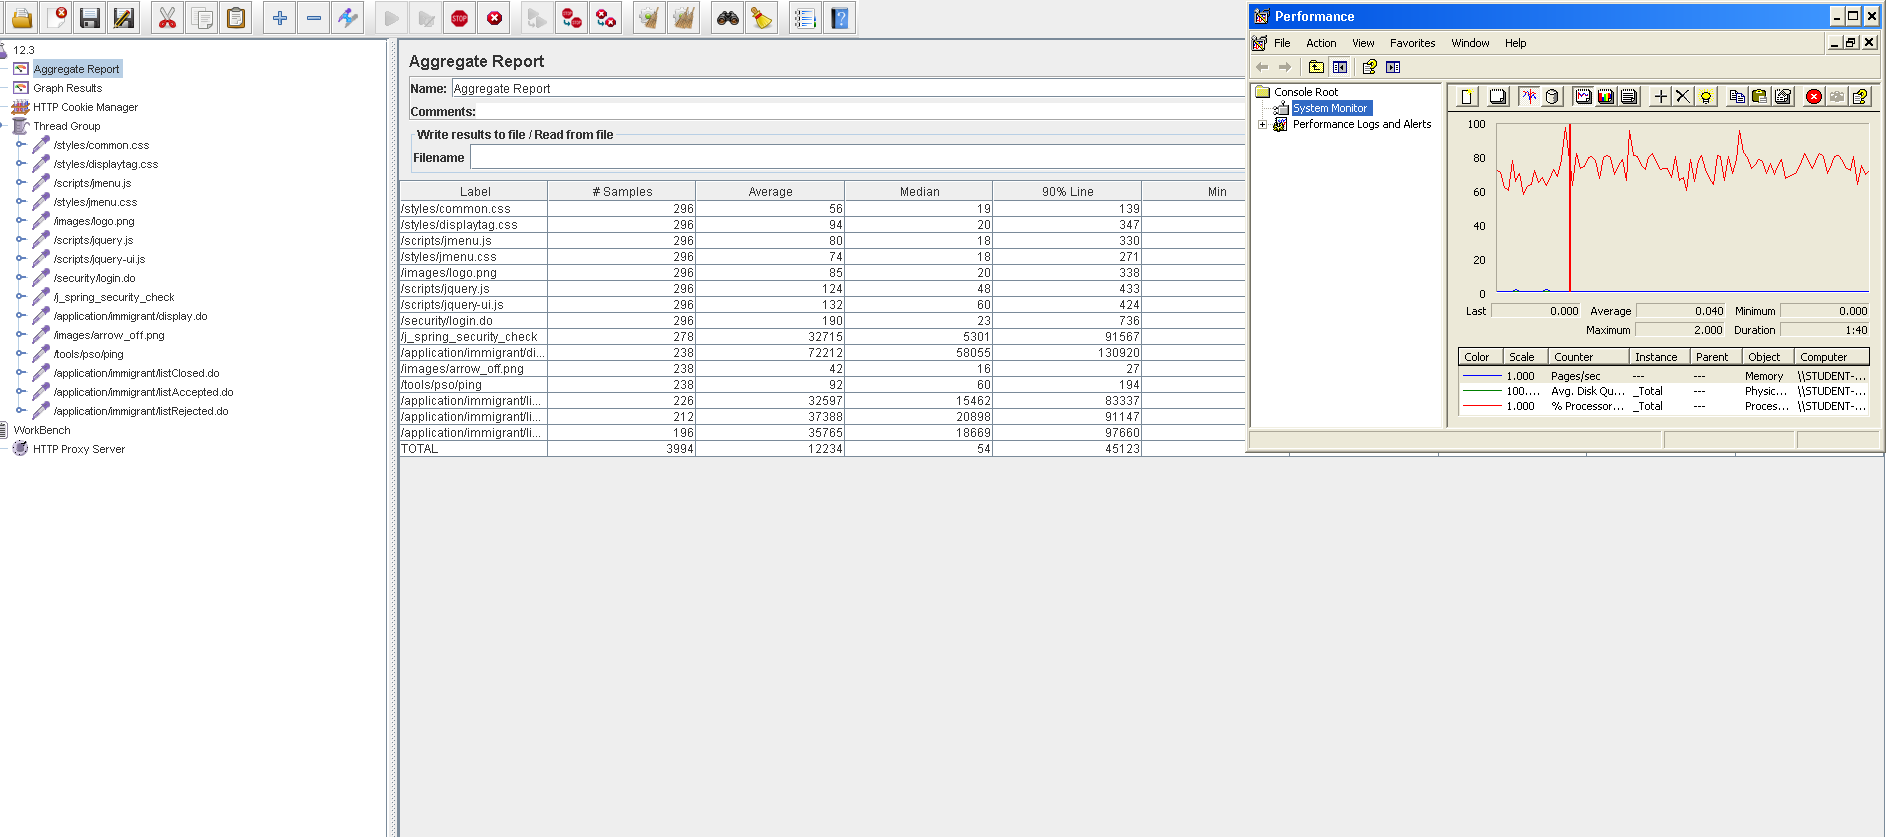 12.3
Aggregate Report
Graph Results
HTTP Cookie Manager
Thread Group
/styles/common.css
/styles/displaytag.css
/scripts/jmenu.js
/styles/jmenu.css
/images/logo.png
/scripts/jquery.js
/scripts/jquery-ui.js
/security/login.do
/j_spring_security_check
/application/immigrant/display.do
/images/arrow_off.png
/tools/pso/ping
/application/immigrant/listClosed.do
/application/immigrant/listAccepted.do
/application/immigrant/listRejected.do
WorkBench
HTTP Proxy Server
Aggregate Report
Name: Aggregate Report
Comments:
Write results to file / Read from file
Filename
Label # Samples Average Median 90% Line Min
/styles/common.css 296 56 19 139
/styles/displaytag.css 296 94 20 347
/scripts/jmenu.js 296 80 18 330
/styles/jmenu.css 296 74 18 271
/images/logo.png 296 85 20 338
/scripts/jquery.js 296 124 48 433
/scripts/jquery-ui.js 296 132 60 424
/security/login.do 296 190 23 736
/j_spring_security_check 278 32715 5301 91567
/application/immigrant/di... 238 72212 58055 130920
/images/arrow_off.png 238 42 16 27
/tools/pso/ping 238 92 60 194
/application/immigrant/li... 226 32597 15462 83337
/application/immigrant/li... 212 37388 20898 91147
/application/immigrant/li... 196 35765 18669 97660
TOTAL 3994 12234 54 45123
Performance
File Action View Favorites Window Help
Console Root
System Monitor
Performance Logs and Alerts
100
80
60
40
20
0
Last 0.000 Average 0.040 Minimum 0.000
Maximum 2.000 Duration 1:40
Color Scale Counter Instance Parent Object Computer
1.000 Pages/sec --- --- Memory \\STUDENT-...
100.... Avg. Disk Qu... _Total --- Physic... \\STUDENT-...
1.000 % Processor... _Total --- Proces... \\STUDENT-...